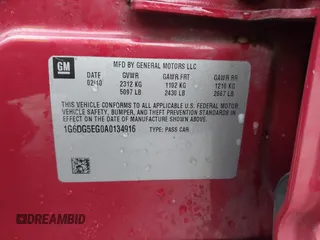 GM
MFD BY GENERAL MOTORS LLC
DATE GVWR GAWR FRT GAWR RR
02/10 2312 KG 1102 KG 1210 KG
5097 LB 2430 LB 2667 LB
THIS VEHICLE CONFORMS TO ALL APPLICABLE U.S. FEDERAL MOTOR
VEHICLE SAFETY, BUMPER, AND THEFT PREVENTION STANDARDS IN
EFFECT ON THE DATE OF MANUFACTURE SHOWN ABOVE.
1G6DG5EG0A0134916 TYPE: PASS CAR
DREAMBID